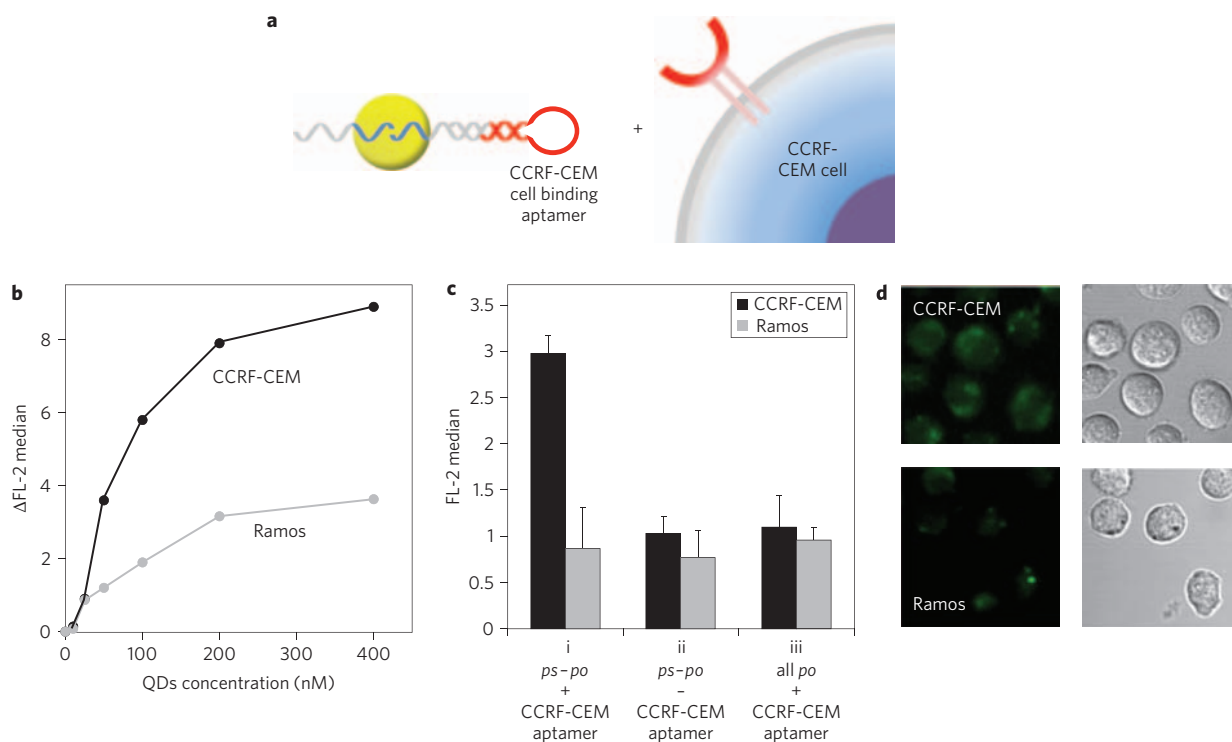 a
CCRF-CEM
cell binding
aptamer
+
CCRF-
CEM cell
b
ΔFL-2 median
8
6
4
2
0
CCRF-CEM
Ramos
0
100
200
300
400
QDs concentration (nM)
c
FL-2 median
3.5
3
2.5
2
1.5
1
0.5
0
CCRF-CEM
Ramos
i
ps–po
+
CCRF-CEM
aptamer
ii
ps–po
–
CCRF-CEM
aptamer
iii
all po
+
CCRF-CEM
aptamer
d
CCRF-CEM
Ramos